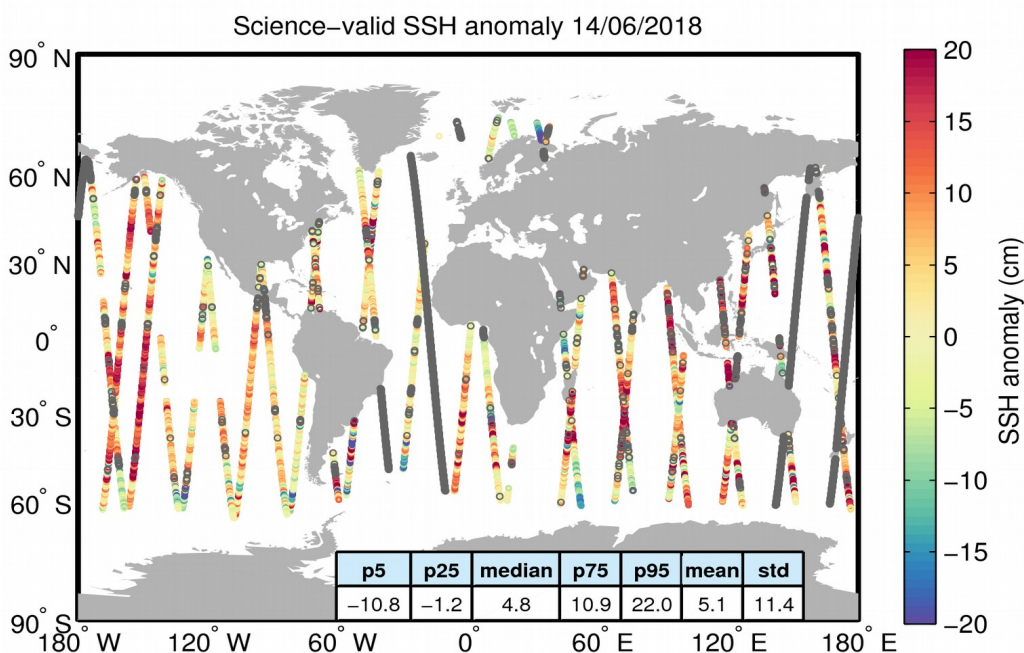 Science−valid SSH anomaly 14/06/2018
90° N
60° N
30° N
0°
30° S
60° S
90° S
180° W
120° W
60° W
0°
60° E
120° E
180° E
p5 p25 median p75 p95 mean std
−10.8 −1.2 4.8 10.9 22.0 5.1 11.4
20
15
10
5
0
−5
−10
−15
−20
SSH anomaly (cm)